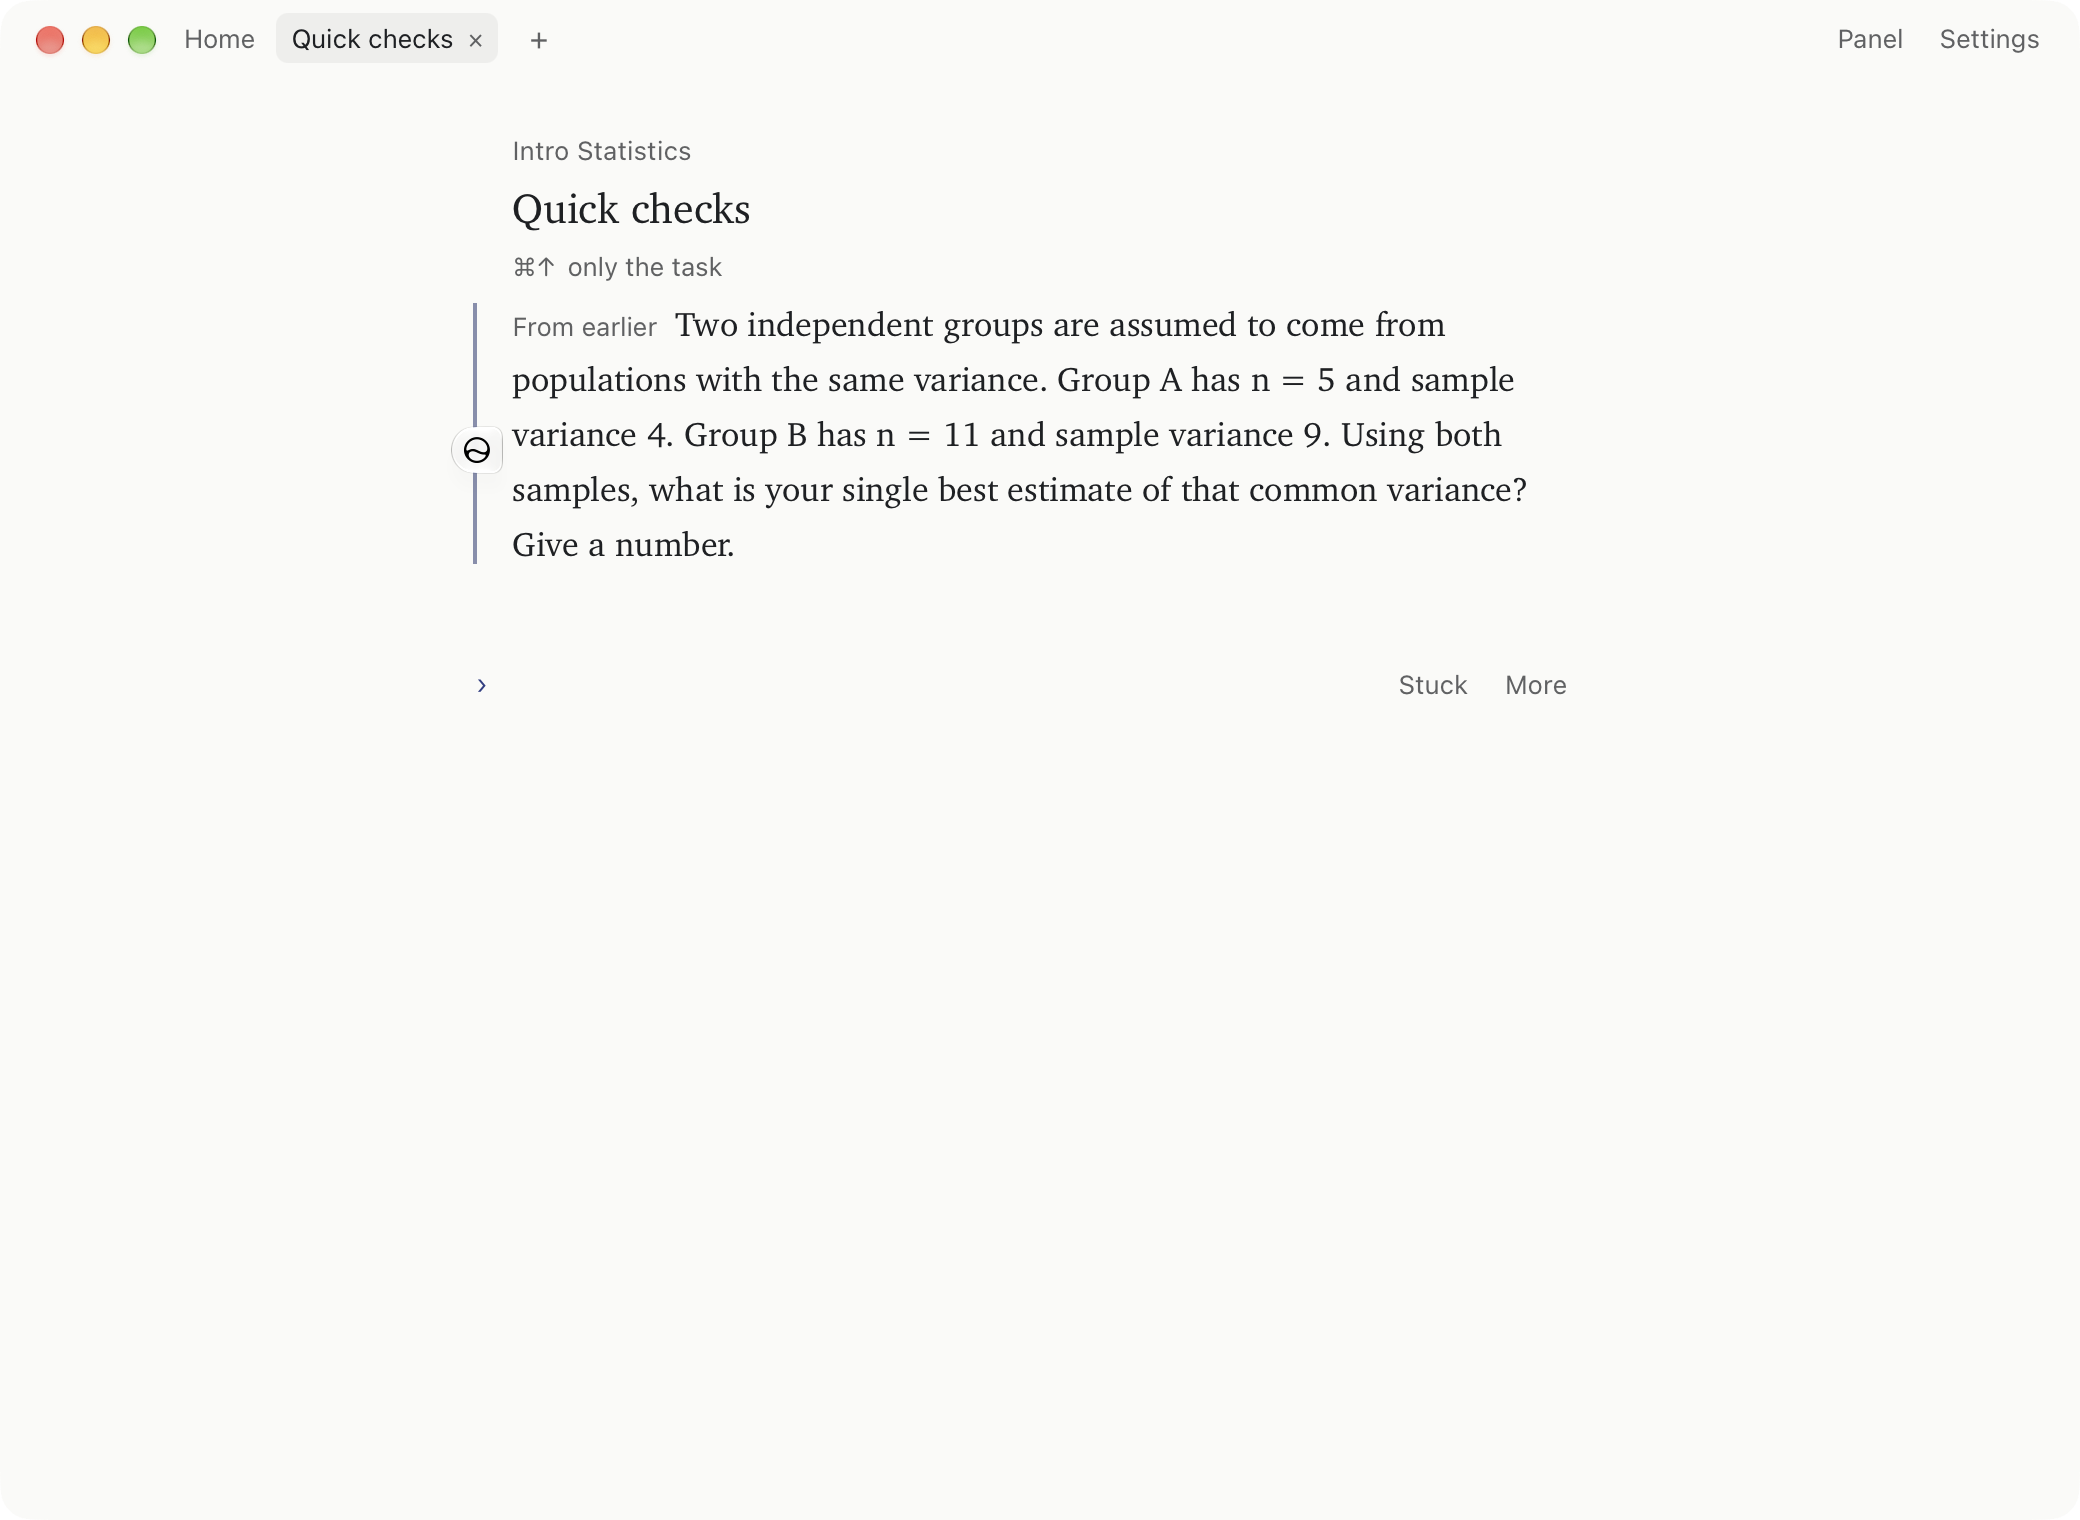 Home Quick checks × + Panel Settings
Intro Statistics
Quick checks
⌘↑ only the task
From earlier Two independent groups are assumed to come from
populations with the same variance. Group A has n = 5 and sample
variance 4. Group B has n = 11 and sample variance 9. Using both
samples, what is your single best estimate of that common variance?
Give a number.
› Stuck More